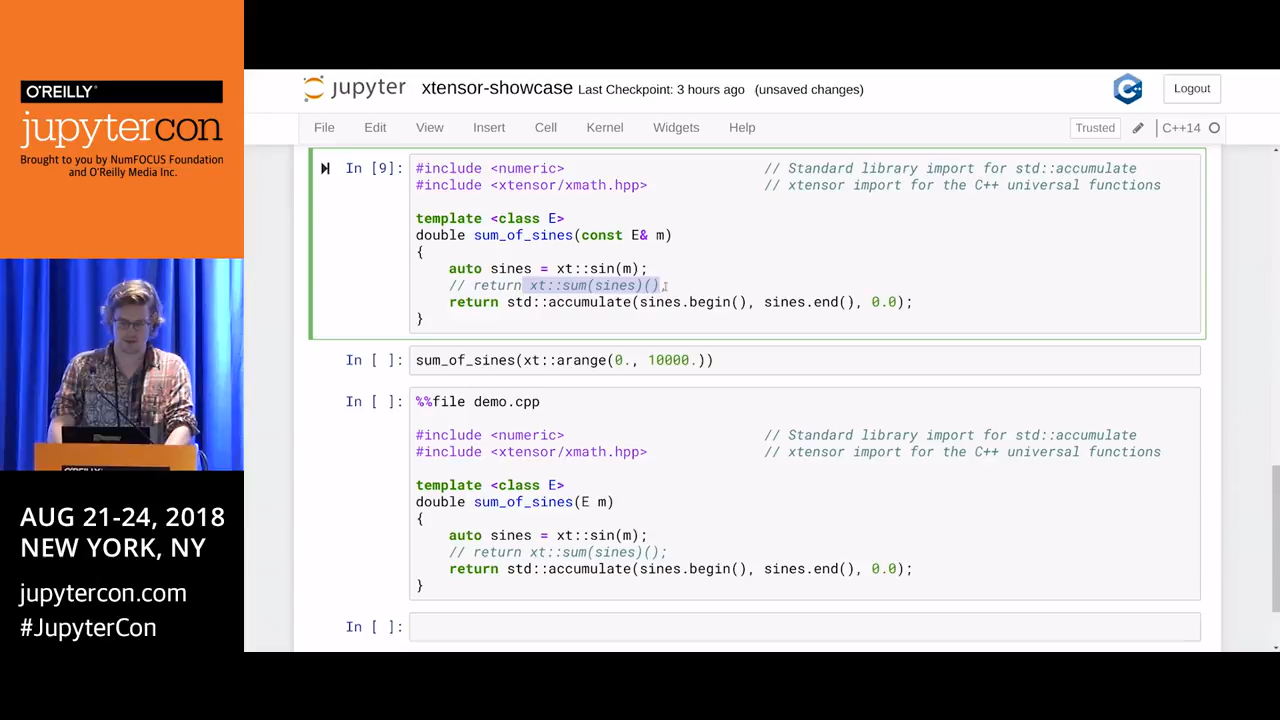 O'REILLY®
jupytercon
Brought to you by NumFOCUS Foundation
and O'Reilly Media Inc.
O'REILLY
AUG 21-24, 2018
NEW YORK, NY
jupytercon.com
#JupyterCon
jupyter xtensor-showcase Last Checkpoint: 3 hours ago (unsaved changes)
C++
Logout
File Edit View Insert Cell Kernel Widgets Help
Trusted C++14
In [9]: #include <numeric> // Standard library import for std::accumulate
#include <xtensor/xmath.hpp> // xtensor import for the C++ universal functions
template <class E>
double sum_of_sines(const E& m)
{
auto sines = xt::sin(m);
// return xt::sum(sines)();
return std::accumulate(sines.begin(), sines.end(), 0.0);
}
In [ ]: sum_of_sines(xt::arange(0., 10000.))
In [ ]: %%file demo.cpp
#include <numeric> // Standard library import for std::accumulate
#include <xtensor/xmath.hpp> // xtensor import for the C++ universal functions
template <class E>
double sum_of_sines(E m)
{
auto sines = xt::sin(m);
// return xt::sum(sines)();
return std::accumulate(sines.begin(), sines.end(), 0.0);
}
In [ ]: